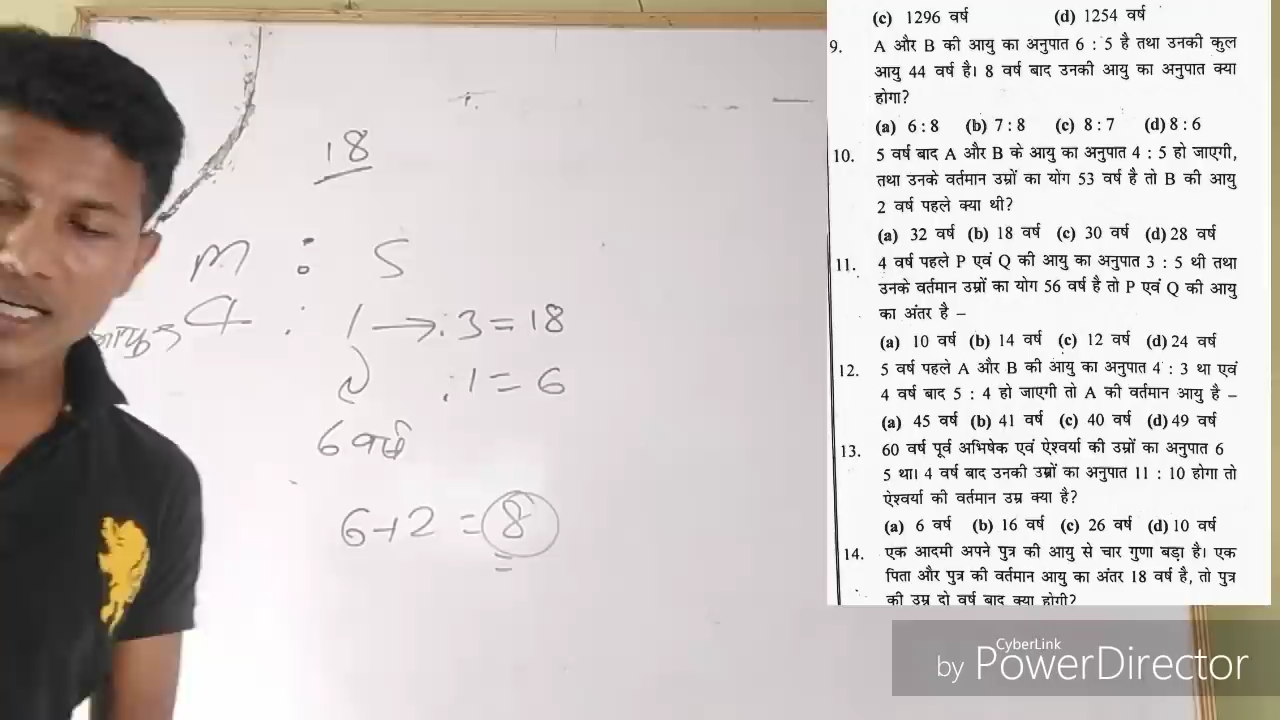 18
M : S
4 : 1 → : 3 = 18
: 1 = 6
6 वर्ष
6+2 = 8
(c) 1296 वर्ष (d) 1254 वर्ष
9. A और B की आयु का अनुपात 6 : 5 है तथा उनकी कुल
आयु 44 वर्ष है। 8 वर्ष बाद उनकी आयु का अनुपात क्या
होगा?
(a) 6 : 8 (b) 7 : 8 (c) 8 : 7 (d) 8 : 6
10. 5 वर्ष बाद A और B के आयु का अनुपात 4 : 5 हो जाएगी,
तथा उनके वर्तमान उम्रों का योग 53 वर्ष है तो B की आयु
2 वर्ष पहले क्या थी?
(a) 32 वर्ष (b) 18 वर्ष (c) 30 वर्ष (d) 28 वर्ष
11. 4 वर्ष पहले P एवं Q की आयु का अनुपात 3 : 5 थी तथा
उनके वर्तमान उम्रों का योग 56 वर्ष है तो P एवं Q की आयु
का अंतर है –
(a) 10 वर्ष (b) 14 वर्ष (c) 12 वर्ष (d) 24 वर्ष
12. 5 वर्ष पहले A और B की आयु का अनुपात 4 : 3 था एवं
4 वर्ष बाद 5 : 4 हो जाएगी तो A की वर्तमान आयु है –
(a) 45 वर्ष (b) 41 वर्ष (c) 40 वर्ष (d) 49 वर्ष
13. 60 वर्ष पूर्व अभिषेक एवं ऐश्वर्या की उम्रों का अनुपात 6
5 था। 4 वर्ष बाद उनकी उम्रों का अनुपात 11 : 10 होगा तो
ऐश्वर्या की वर्तमान उम्र क्या है?
(a) 6 वर्ष (b) 16 वर्ष (c) 26 वर्ष (d) 10 वर्ष
14. एक आदमी अपने पुत्र की आयु से चार गुणा बड़ा है। एक
पिता और पुत्र की वर्तमान आयु का अंतर 18 वर्ष है, तो पुत्र
की उम्र दो वर्ष बाद क्या होगी?
CyberLink
by PowerDirector